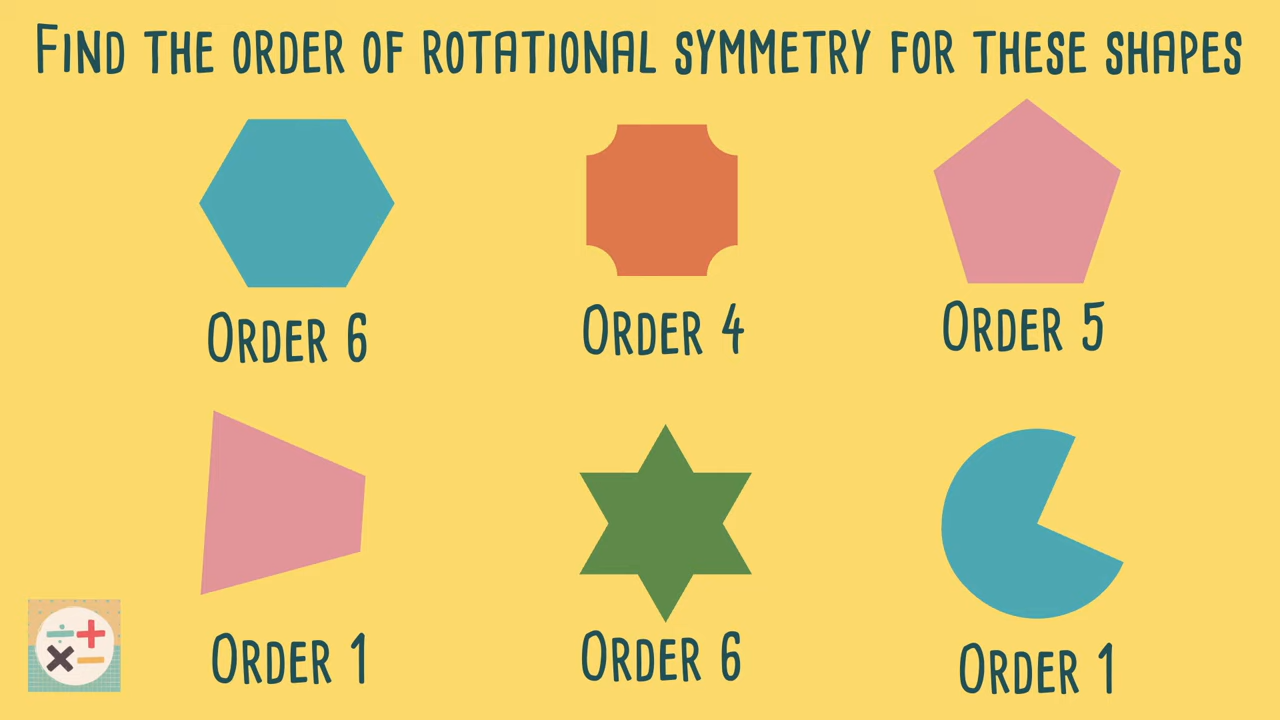 FIND THE ORDER OF ROTATIONAL SYMMETRY FOR THESE SHAPES
ORDER 6
ORDER 4
ORDER 5
ORDER 1
ORDER 6
ORDER 1